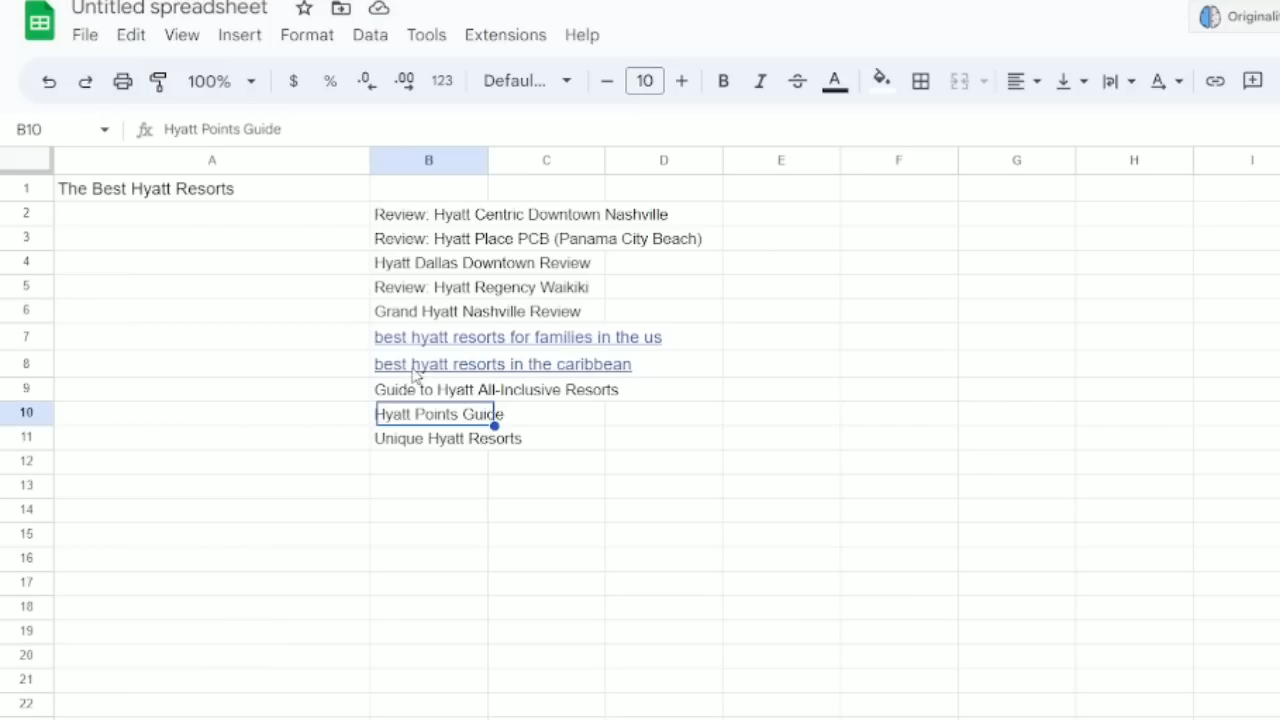 Untitled spreadsheet
File Edit View Insert Format Data Tools Extensions Help
100% $ % .0 .00 123 Defaul... 10 B I A
B10 fx Hyatt Points Guide
A B C D E F G H I
1 The Best Hyatt Resorts
2 Review: Hyatt Centric Downtown Nashville
3 Review: Hyatt Place PCB (Panama City Beach)
4 Hyatt Dallas Downtown Review
5 Review: Hyatt Regency Waikiki
6 Grand Hyatt Nashville Review
7 best hyatt resorts for families in the us
8 best hyatt resorts in the caribbean
9 Guide to Hyatt All-Inclusive Resorts
10 Hyatt Points Guide
11 Unique Hyatt Resorts
12
13
14
15
16
17
18
19
20
21
22